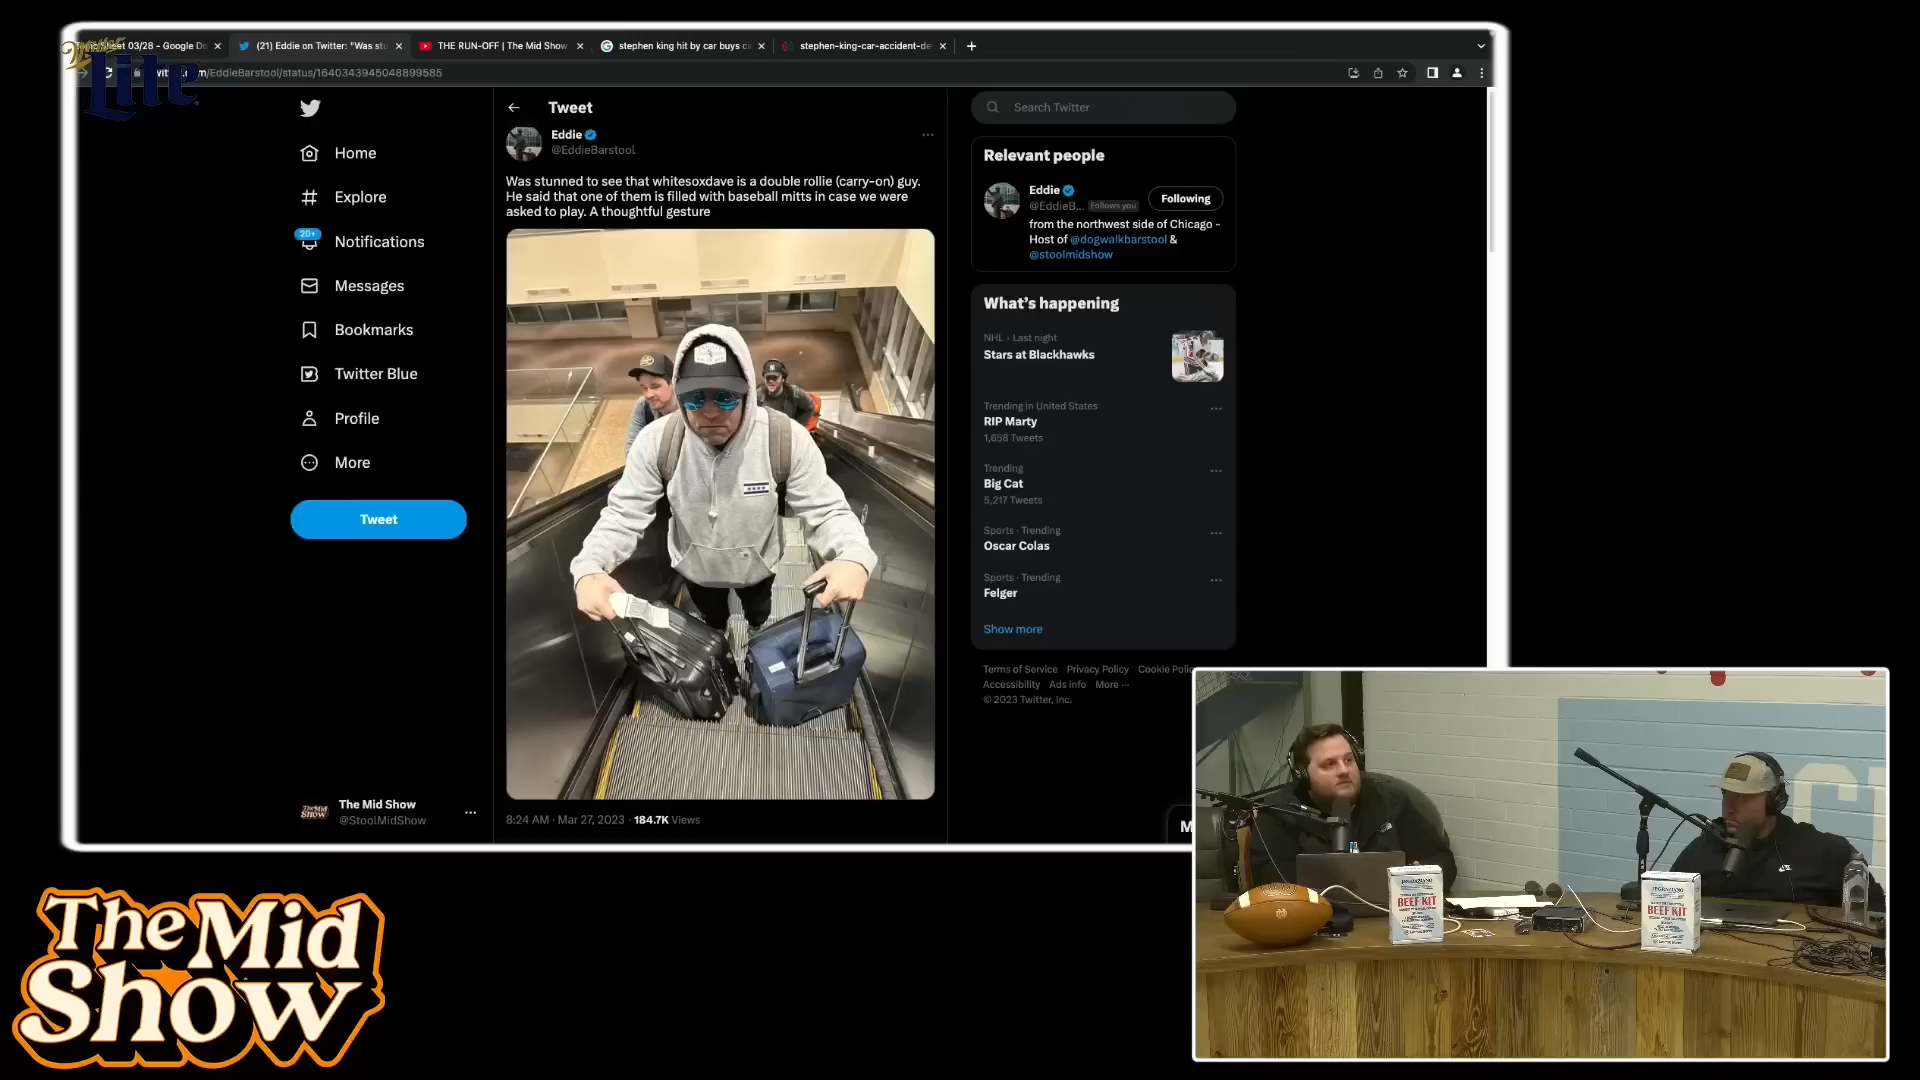 Miller
Lite
03/28 - Google Do
(21) Eddie on Twitter: "Was stu
THE RUN-OFF | The Mid Show
stephen king hit by car buys c
stephen-king-car-accident-de
/EddieBarstool/status/1640343945048899585
Home
Explore
20+
Notifications
Messages
Bookmarks
Twitter Blue
Profile
More
Tweet
The Mid Show
@StoolMidShow
Tweet
Eddie
@EddieBarstool
Was stunned to see that whitesoxdave is a double rollie (carry-on) guy.
He said that one of them is filled with baseball mitts in case we were
asked to play. A thoughtful gesture
8:24 AM · Mar 27, 2023 · 184.7K Views
Search Twitter
Relevant people
Eddie
@EddieB... Follows you
Following
from the northwest side of Chicago -
Host of @dogwalkbarstool &
@stoolmidshow
What's happening
NHL · Last night
Stars at Blackhawks
Trending in United States
RIP Marty
1,658 Tweets
Trending
Big Cat
5,217 Tweets
Sports · Trending
Oscar Colas
Sports · Trending
Felger
Show more
Terms of Service Privacy Policy Cookie Polic
Accessibility Ads info More ...
© 2023 Twitter, Inc.
M
The Mid
Show
BEEF KIT
BEEF KIT